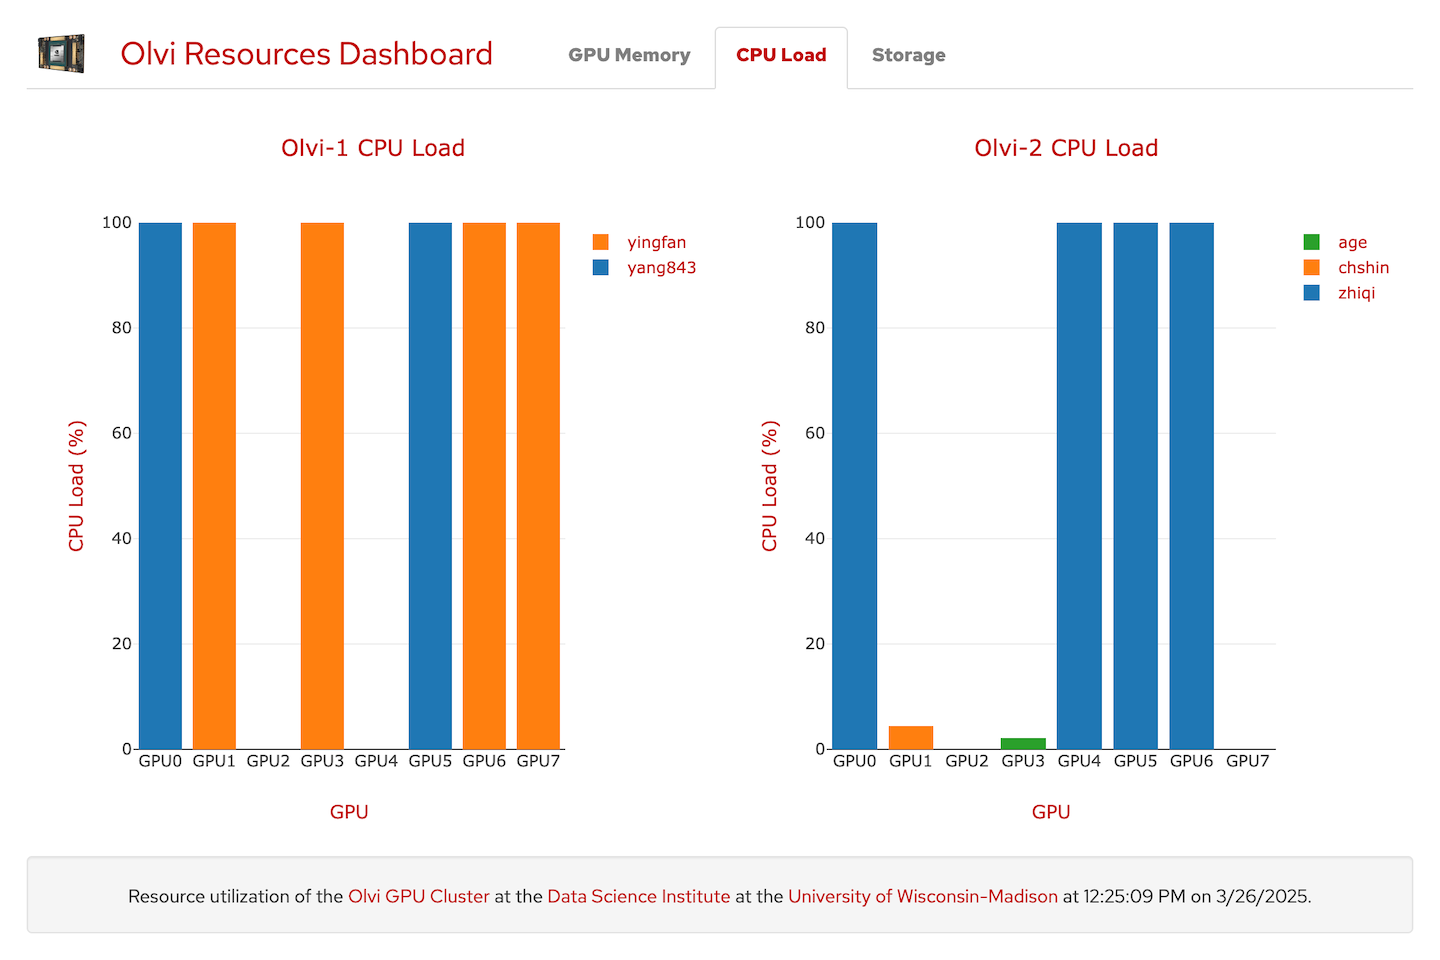 Olvi Resources Dashboard
GPU Memory
CPU Load
Storage
Olvi-1 CPU Load
100
80
60
40
20
0
CPU Load (%)
GPU0 GPU1 GPU2 GPU3 GPU4 GPU5 GPU6 GPU7
GPU
yingfan
yang843
Olvi-2 CPU Load
100
80
60
40
20
0
CPU Load (%)
GPU0 GPU1 GPU2 GPU3 GPU4 GPU5 GPU6 GPU7
GPU
age
chshin
zhiqi
Resource utilization of the Olvi GPU Cluster at the Data Science Institute at the University of Wisconsin-Madison at 12:25:09 PM on 3/26/2025.